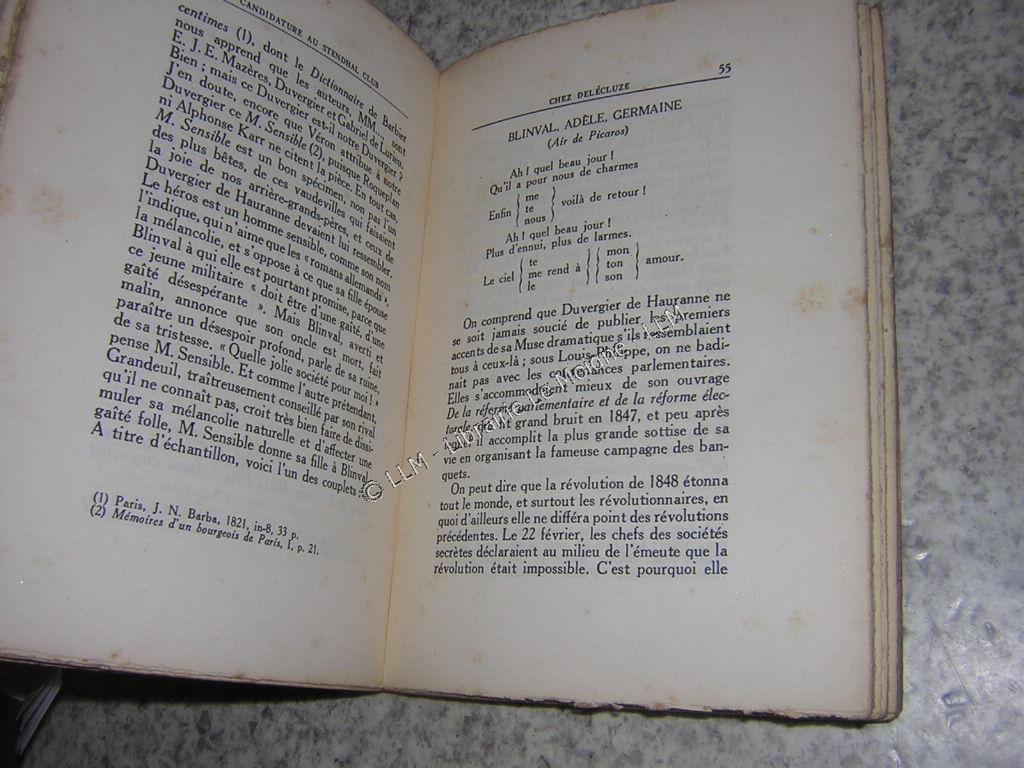 CANDIDATURE AU STENDHAL CLUB
centimes (1), dont le Dictionnaire de Barbier
nous apprend que les auteurs, MM... sont
E. J. E. Mazères, Duvergier et Gabriel de Lurieu.
Bien ; mais ce Duvergier est-il notre Duvergier ?
J'en doute, encore que Véron attribue à notre
Duvergier ce M. Sensible (2), puisque Roqueplan
ni Alphonse Karr ne citent la pièce. En tout cas,
M. Sensible est un bon spécimen, non pas l'un
des plus bêtes, de ces vaudevilles qui faisaient
la joie de nos arrière-grands-pères, et ceux de
Duvergier de Hauranne devaient lui ressembler.
Le héros est un homme sensible, comme son nom
l'indique, qui n'aime que les « romans allemands »,
la mélancolie, et s'oppose à ce que sa fille épouse
Blinval à qui elle est pourtant promise, parce que
ce jeune militaire « doit être d'une gaîté, d'une
gaîté désespérante ». Mais Blinval, averti et
malin, annonce que son oncle est mort, fait
paraître un désespoir profond, parle de sa ruine,
de sa tristesse. « Quelle jolie société pour moi ! »
pense M. Sensible. Et comme l'autre prétendant,
Grandeuil, traîtreusement conseillé par son rival
qu'il ne connaît pas, croit très bien faire de dissi-
muler sa mélancolie naturelle et d'affecter une
gaîté folle, M. Sensible donne sa fille à Blinval.
A titre d'échantillon, voici l'un des couplets :
(1) Paris, J. N. Barba, 1821, in-8, 33 p.
(2) Mémoires d'un bourgeois de Paris, I, p. 21.
CHEZ DELÉCLUZE 55
BLINVAL, ADÈLE, GERMAINE
(Air de Picaros)
Ah ! quel beau jour !
Qu'il a pour nous de charmes
Enfin { me te nous } voilà de retour !
Ah ! quel beau jour !
Plus d'ennui, plus de larmes.
Le ciel { te me le rend à } { mon ton son } amour.
On comprend que Duvergier de Hauranne ne
se soit jamais soucié de publier les premiers
accents de sa Muse dramatique s'ils ressemblaient
tous à ceux-là ; sous Louis-Philippe, on ne badi-
nait pas avec les convenances parlementaires.
Elles s'accommodaient mieux de son ouvrage
De la réforme parlementaire et de la réforme élec-
torale qui fit grand bruit en 1847, et peu après
lequel il accomplit la plus grande sottise de sa
vie en organisant la fameuse campagne des ban-
quets.
On peut dire que la révolution de 1848 étonna
tout le monde, et surtout les révolutionnaires, en
quoi d'ailleurs elle ne différa point des révolutions
précédentes. Le 22 février, les chefs des sociétés
secrètes déclaraient au milieu de l'émeute que la
révolution était impossible. C'est pourquoi elle
© LLM - Librairie Le Moione - LLM